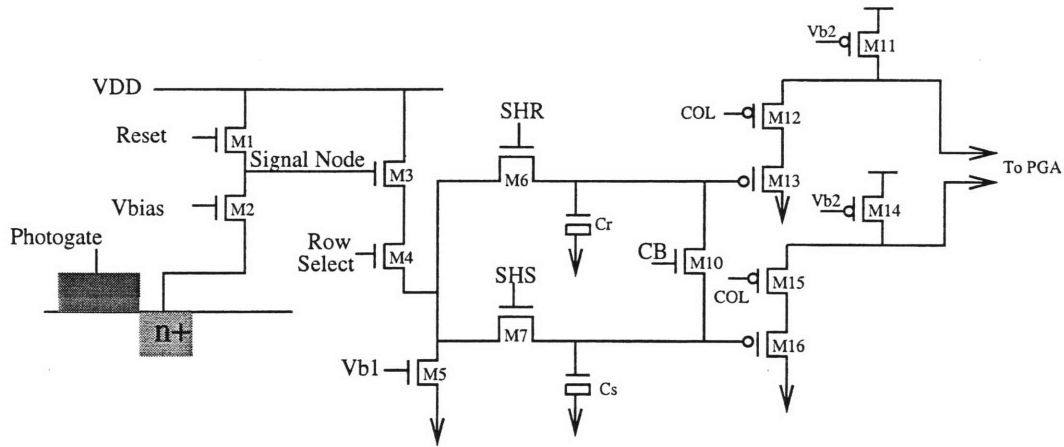 VDD
Reset
M1
Signal Node
Vbias
M2
M3
Photogate
Row
Select
M4
n+
Vb1
M5
SHR
M6
Cr
SHS
M7
Cs
CB
M10
Vb2
M11
COL
M12
M13
Vb2
M14
COL
M15
M16
To PGA